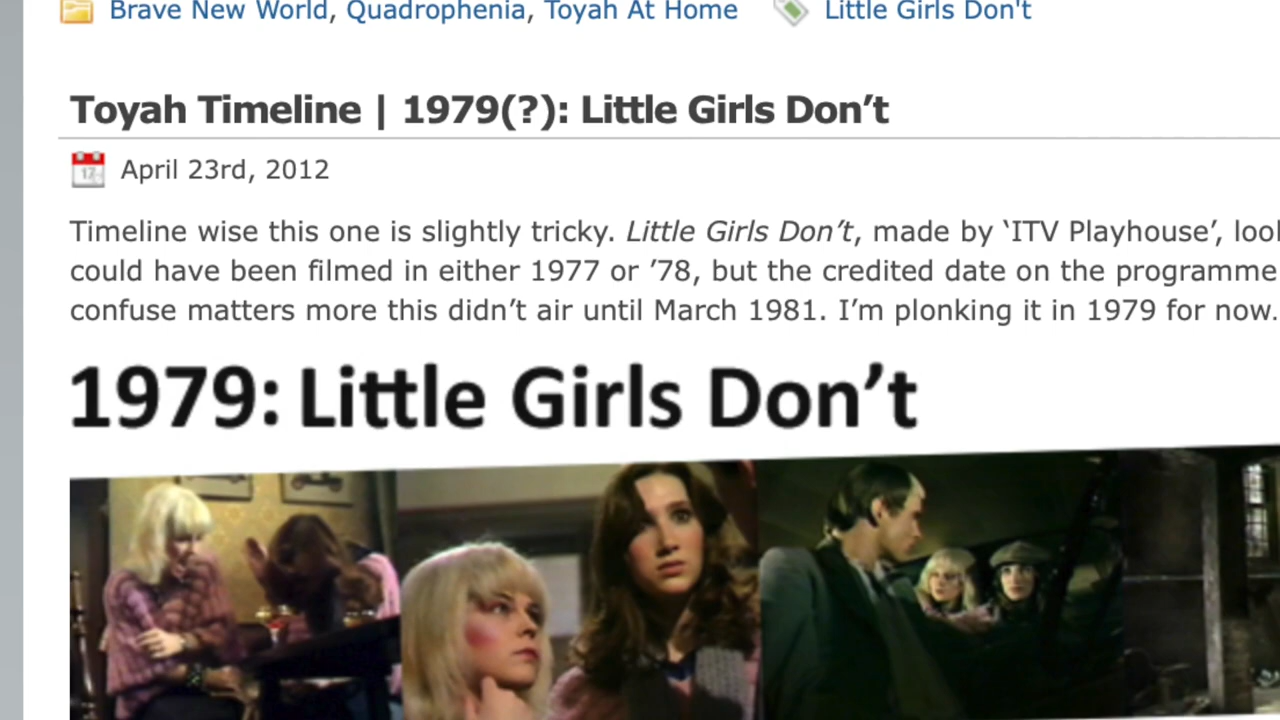 Brave New World, Quadrophenia, Toyah At Home Little Girls Don't
Toyah Timeline | 1979(?): Little Girls Don’t
April 23rd, 2012
Timeline wise this one is slightly tricky. Little Girls Don’t, made by ‘ITV Playhouse’,
could have been filmed in either 1977 or ’78, but the credited date on the programme
confuse matters more this didn’t air until March 1981. I’m plonking it in 1979 for now.
1979: Little Girls Don’t